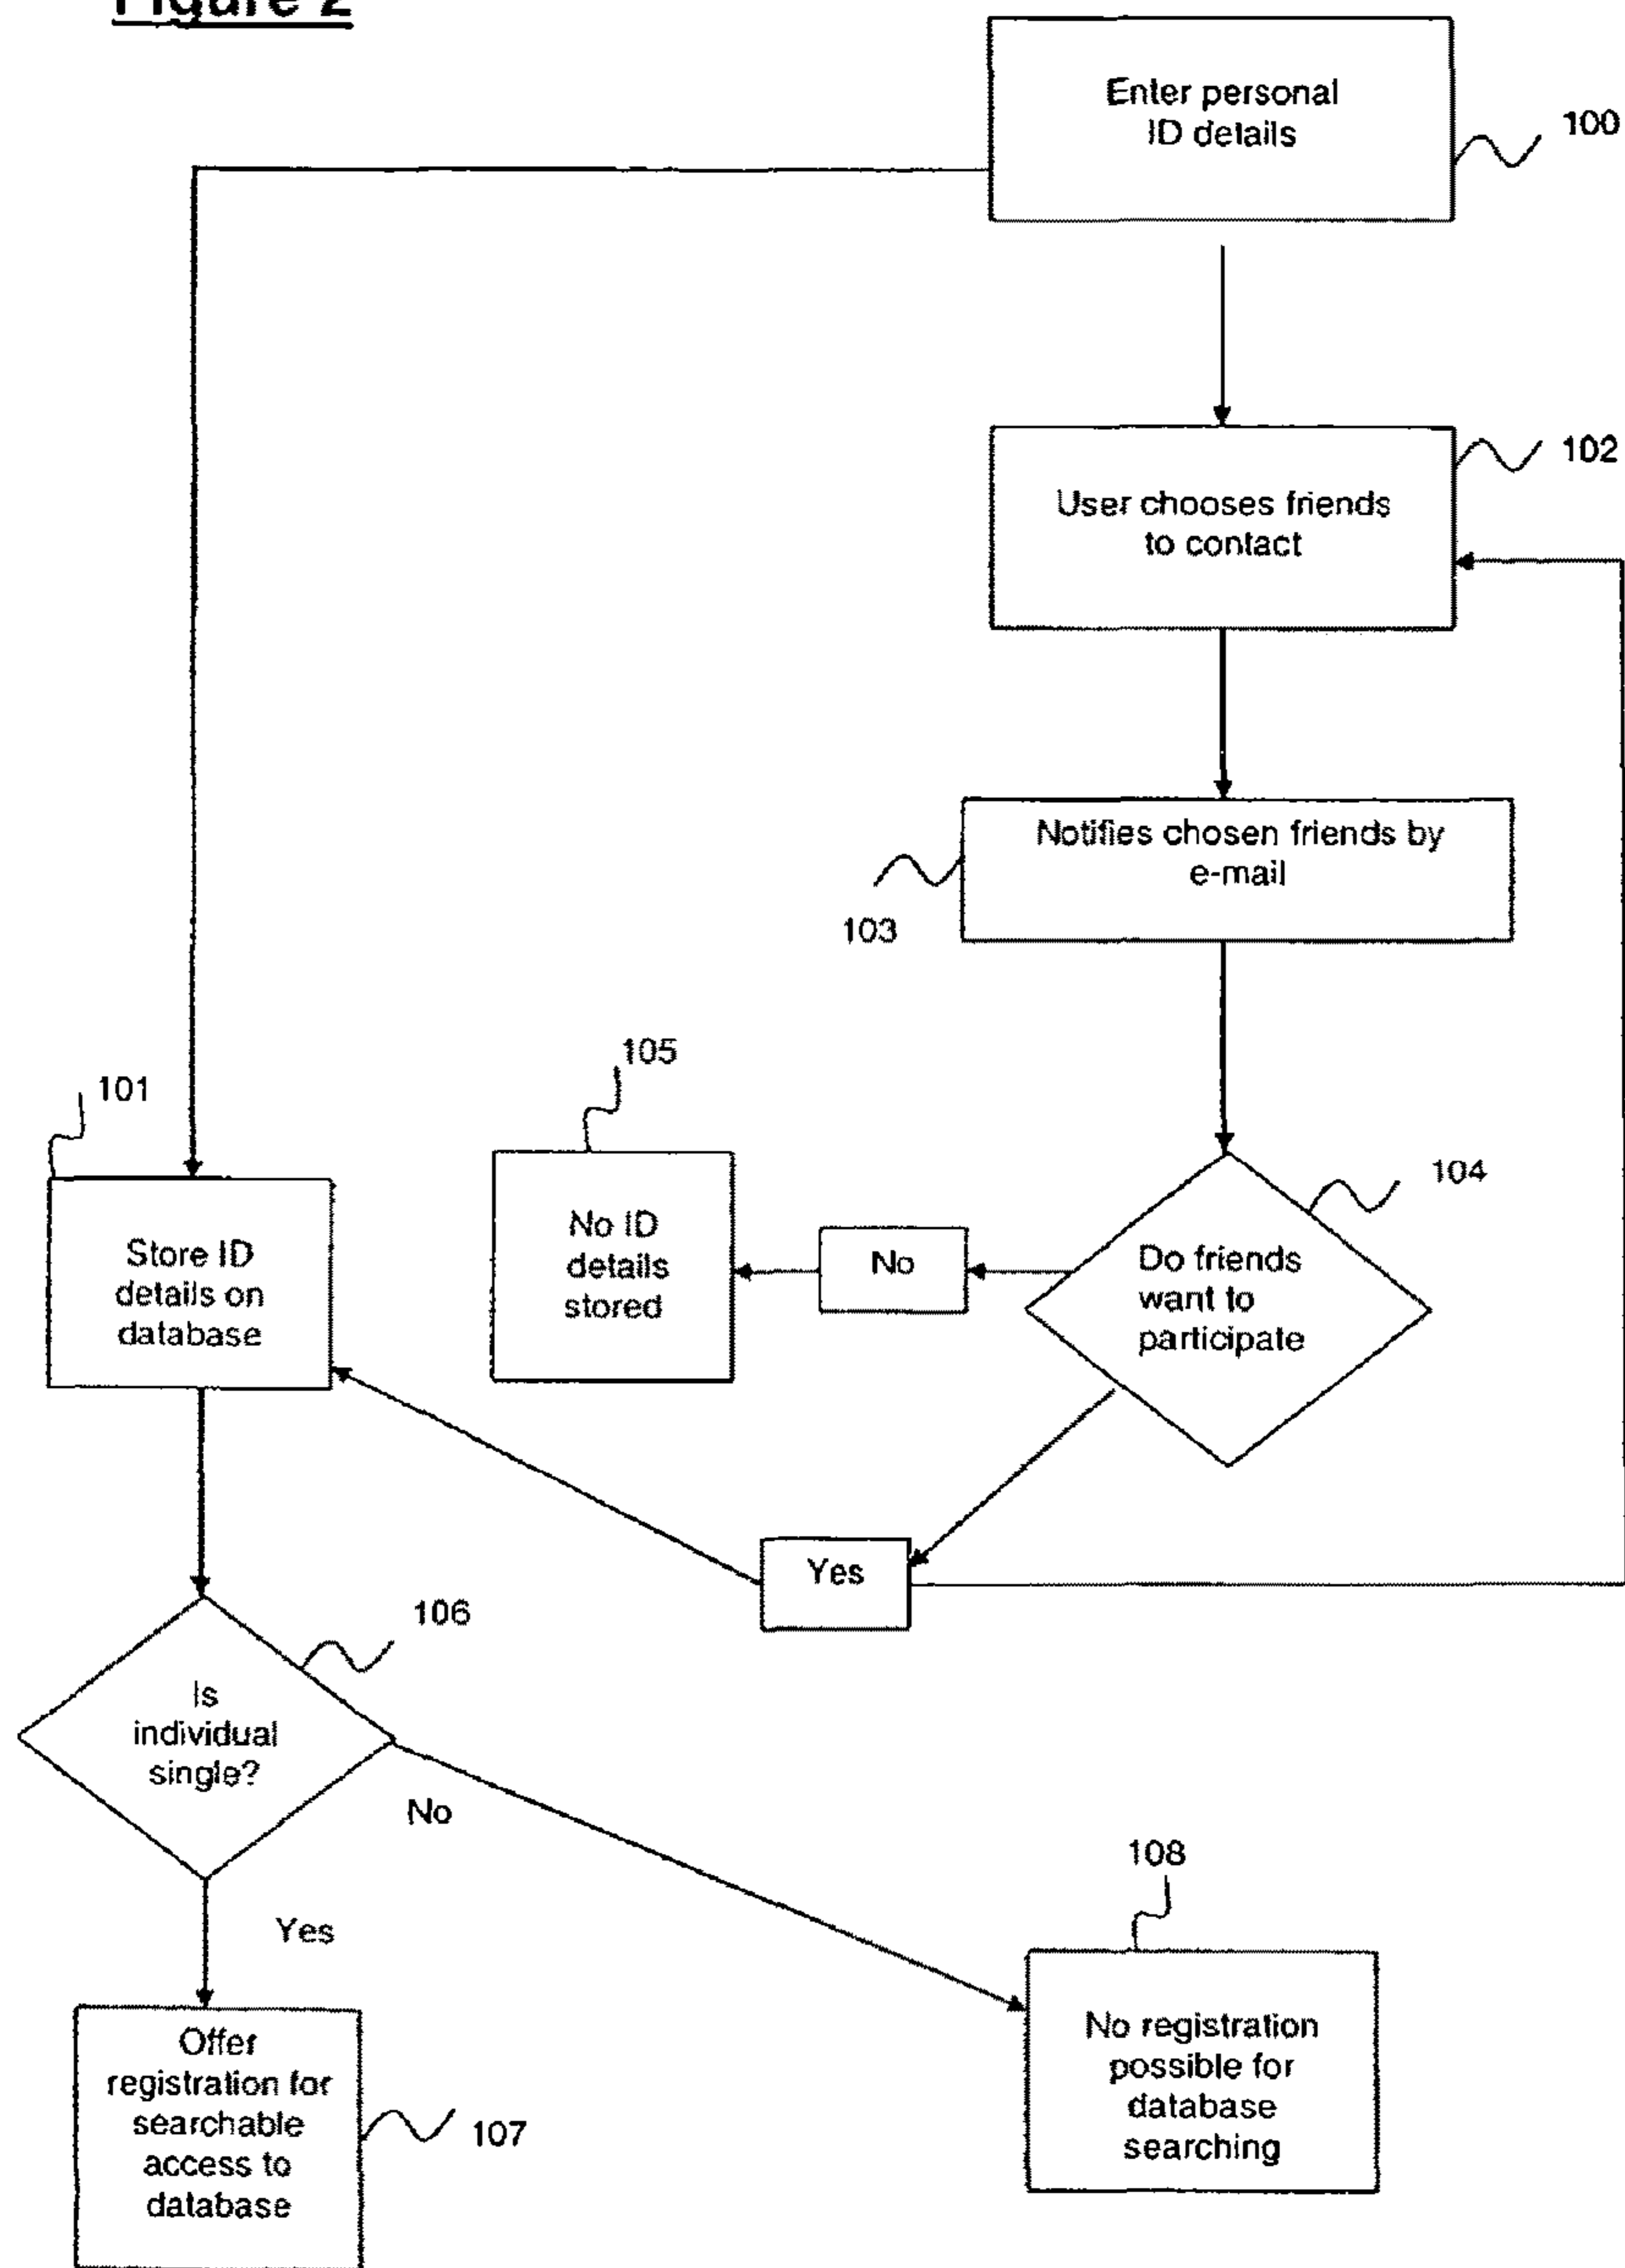 Figure 2
Enter personal
ID details
100
102
User chooses friends
to contact
Notifies chosen friends by
e-mail
103
105
101
104
No ID
details
stored
No
Do friends
want to
participate
Store ID
details on
database
Yes
106
Is
individual
single?
No
108
Yes
Offer
registration for
searchable
access to
database
107
No registration
possible for
database
searching